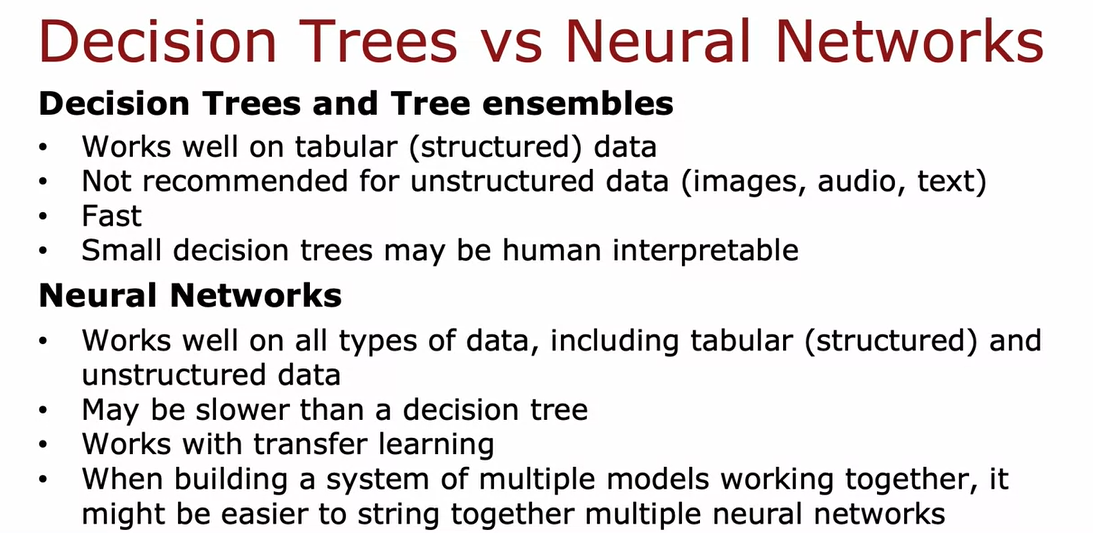 Decision Trees vs Neural Networks
Decision Trees and Tree ensembles
• Works well on tabular (structured) data
• Not recommended for unstructured data (images, audio, text)
• Fast
• Small decision trees may be human interpretable
Neural Networks
• Works well on all types of data, including tabular (structured) and
unstructured data
• May be slower than a decision tree
• Works with transfer learning
• When building a system of multiple models working together, it
might be easier to string together multiple neural networks